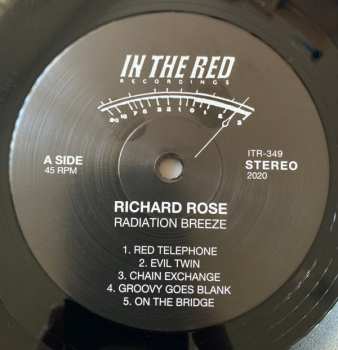 IN THE RED
RECORDINGS
A SIDE
45 RPM
ITR-349
STEREO
2020
RICHARD ROSE
RADIATION BREEZE
1. RED TELEPHONE
2. EVIL TWIN
3. CHAIN EXCHANGE
4. GROOVY GOES BLANK
5. ON THE BRIDGE